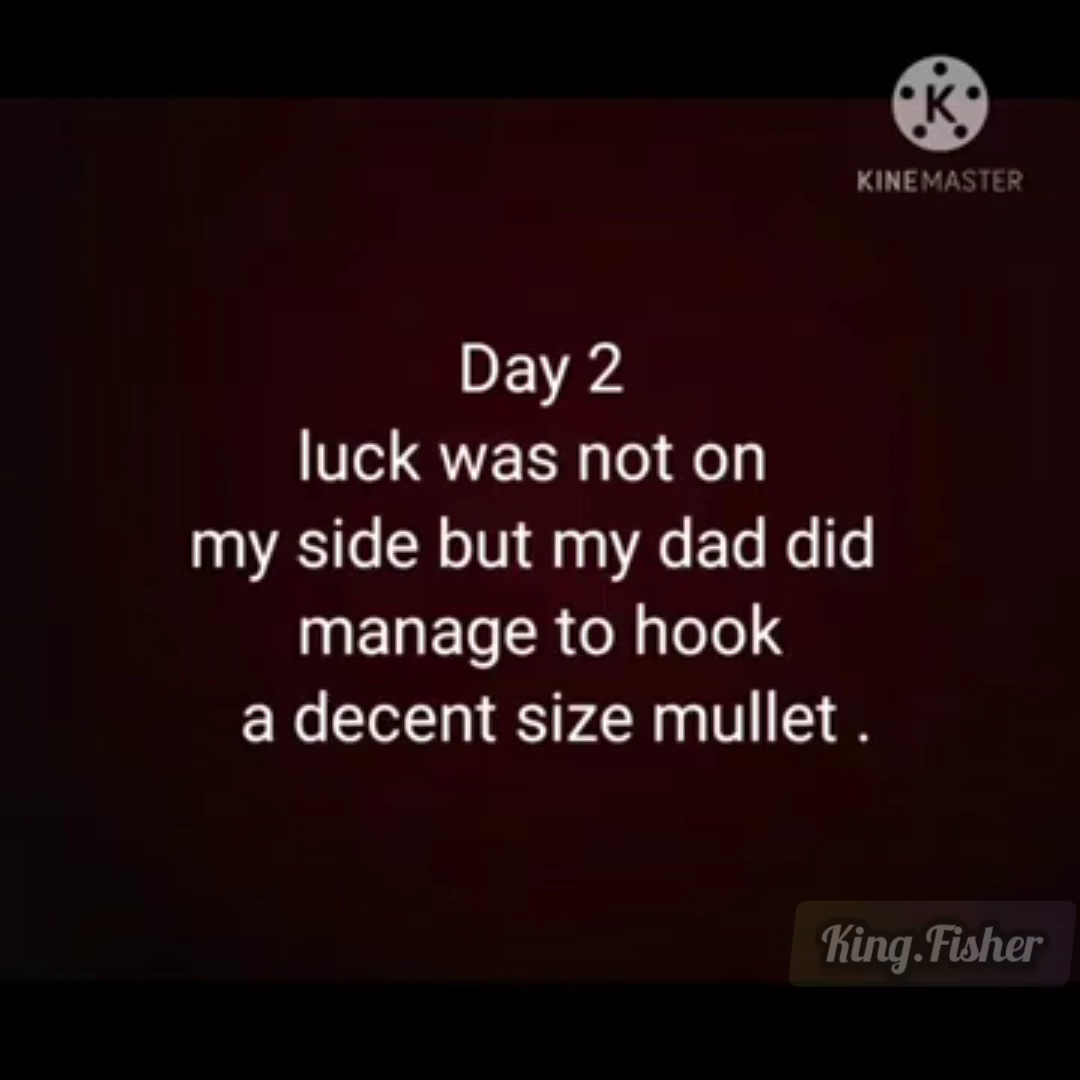 K
KINEMASTER
Day 2
luck was not on
my side but my dad did
manage to hook
a decent size mullet .
King.Fisher